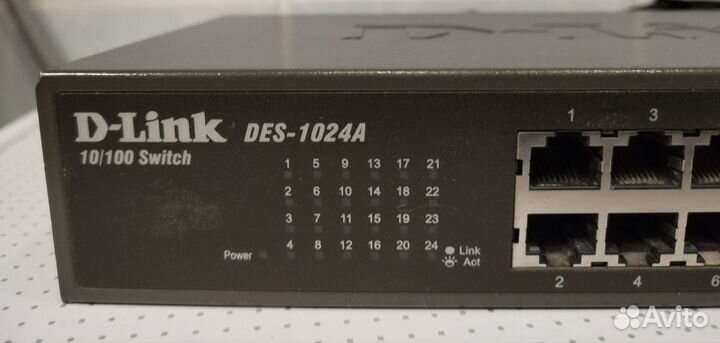 D-Link DES-1024A
10/100 Switch
1 5 9 13 17 21
2 6 10 14 18 22
3 7 11 15 19 23
4 8 12 16 20 24
Power
Link
Act
1 3
2 4 6
Avito